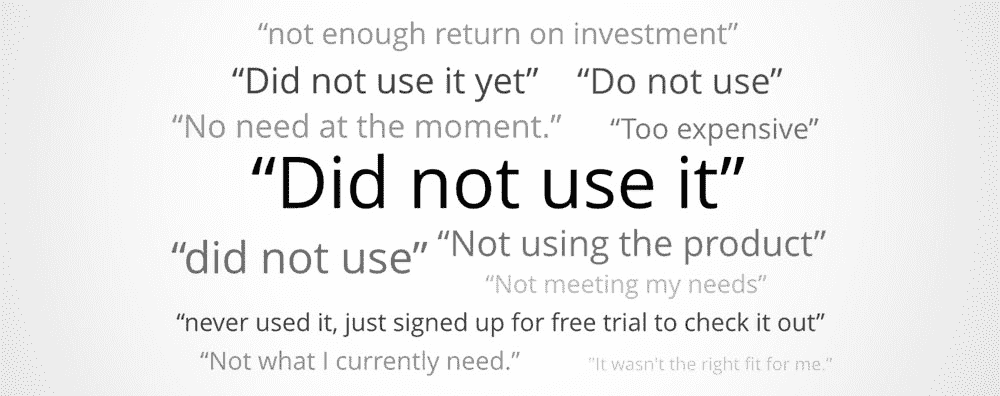 “not enough return on investment”
“Did not use it yet” “Do not use”
“No need at the moment.” “Too expensive”
“Did not use it”
“did not use” “Not using the product”
“Not meeting my needs”
“never used it, just signed up for free trial to check it out”
“Not what I currently need.” "It wasn't the right fit for me.”